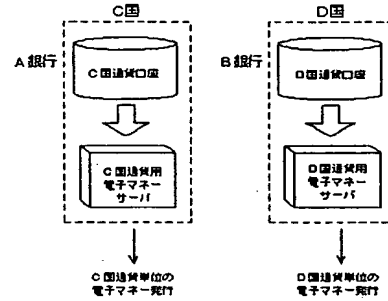 C国
D国
A銀行
B銀行
C国通貨口座
D国通貨口座
C国通貨用
電子マネー
サーバ
D国通貨用
電子マネー
サーバ
C国通貨単位の
電子マネー発行
D国通貨単位の
電子マネー発行